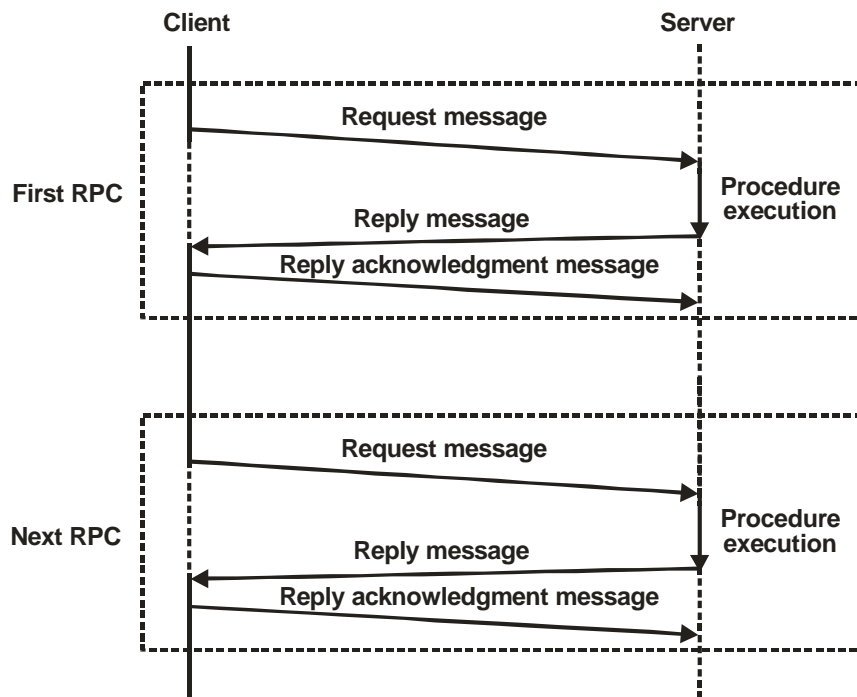 Client
Server
Request message
First RPC
Procedure
execution
Reply message
Reply acknowledgment message
Request message
Next RPC
Procedure
execution
Reply message
Reply acknowledgment message